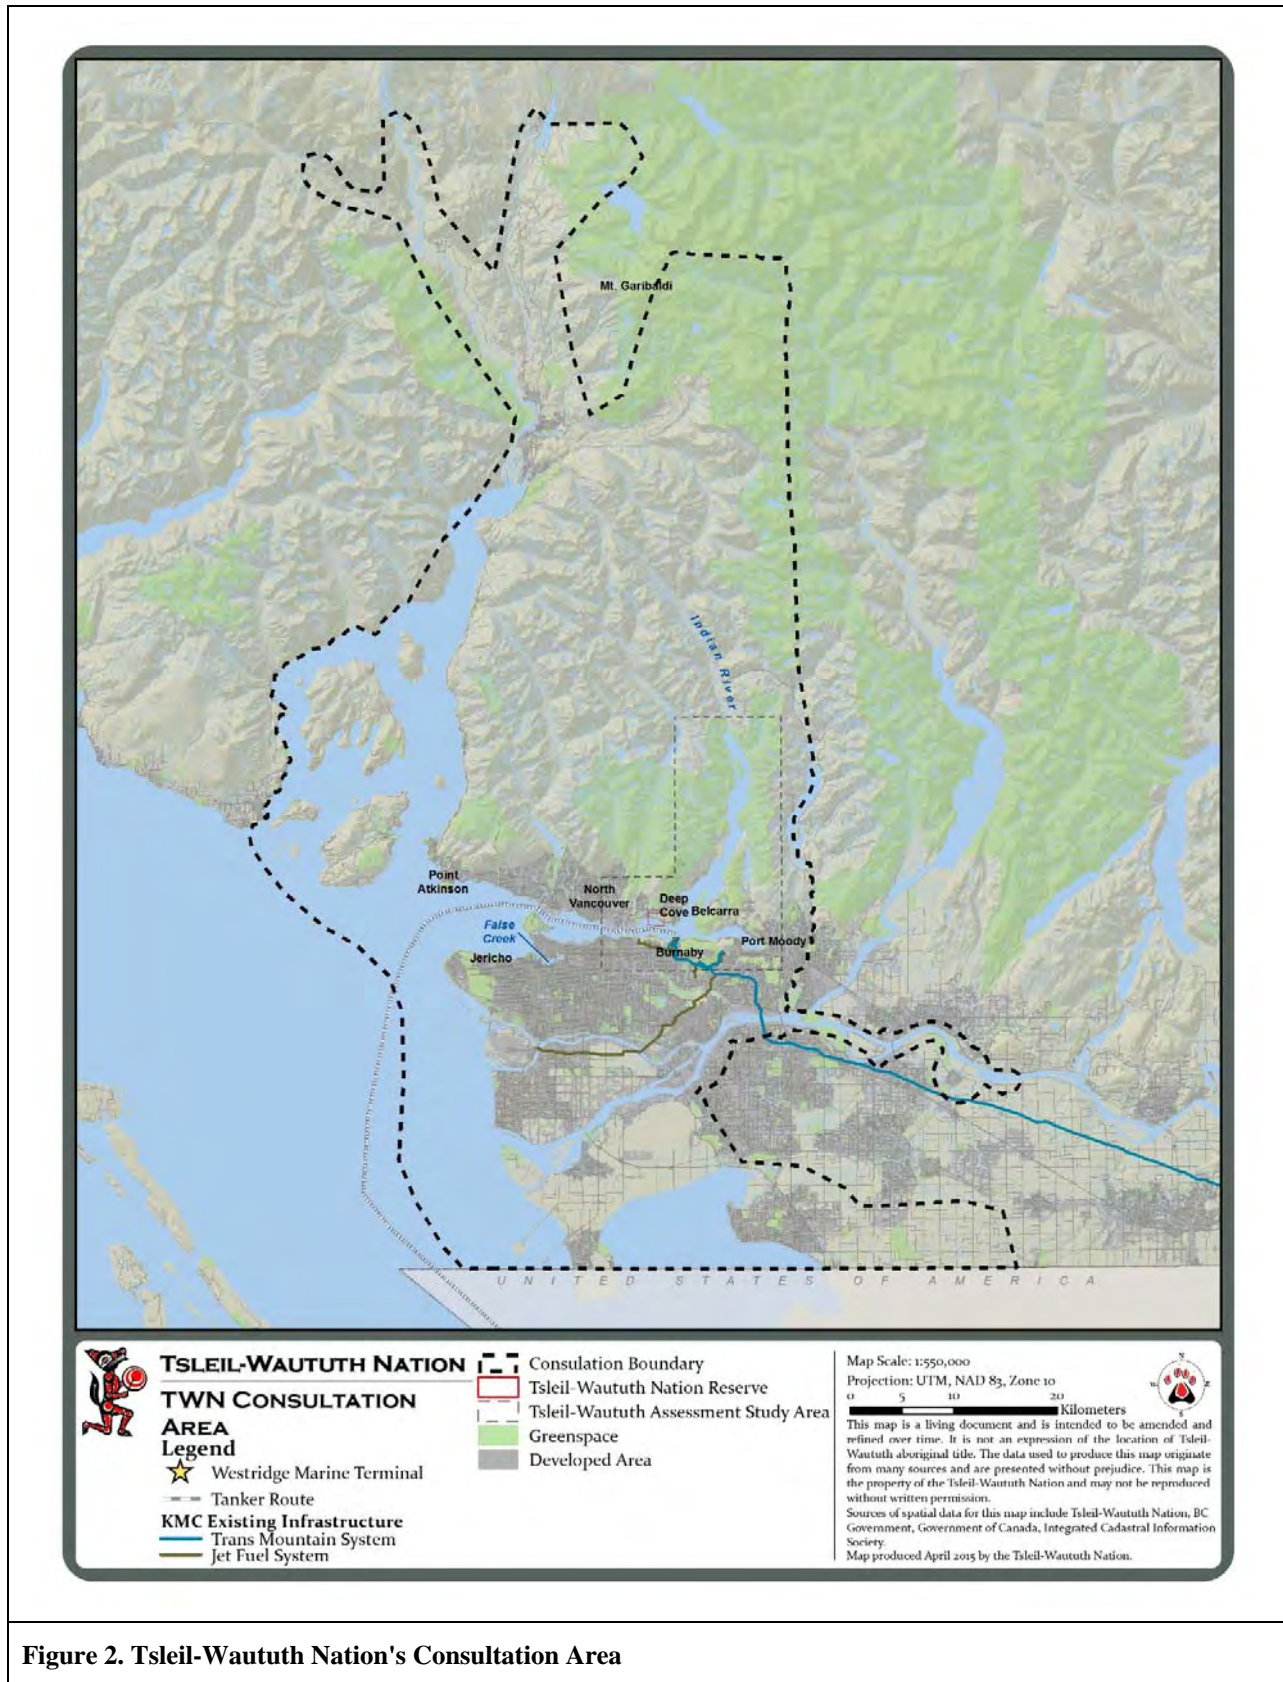 Mt. Garibaldi
Indian River
Point
Atkinson
North
Vancouver
Deep
Cove
Belcarra
False
Creek
Jericho
Burnaby
Port Moody
UNITED STATES OF AMERICA
TSLEIL-WAUTUTH NATION
TWN CONSULTATION
AREA
Legend
Westridge Marine Terminal
Tanker Route
KMC Existing Infrastructure
Trans Mountain System
Jet Fuel System
Consulation Boundary
Tsleil-Waututh Nation Reserve
Tsleil-Waututh Assessment Study Area
Greenspace
Developed Area
Map Scale: 1:550,000
Projection: UTM, NAD 83, Zone 10
0 5 10 20
Kilometers
This map is a living document and is intended to be amended and
refined over time. It is not an expression of the location of Tsleil-
Waututh aboriginal title. The data used to produce this map originate
from many sources and are presented without prejudice. This map is
the property of the Tsleil-Waututh Nation and may not be reproduced
without written permission.
Sources of spatial data for this map include Tsleil-Waututh Nation, BC
Government, Government of Canada, Integrated Cadastral Information
Society.
Map produced April 2015 by the Tsleil-Waututh Nation.
N
S
Figure 2. Tsleil-Waututh Nation's Consultation Area